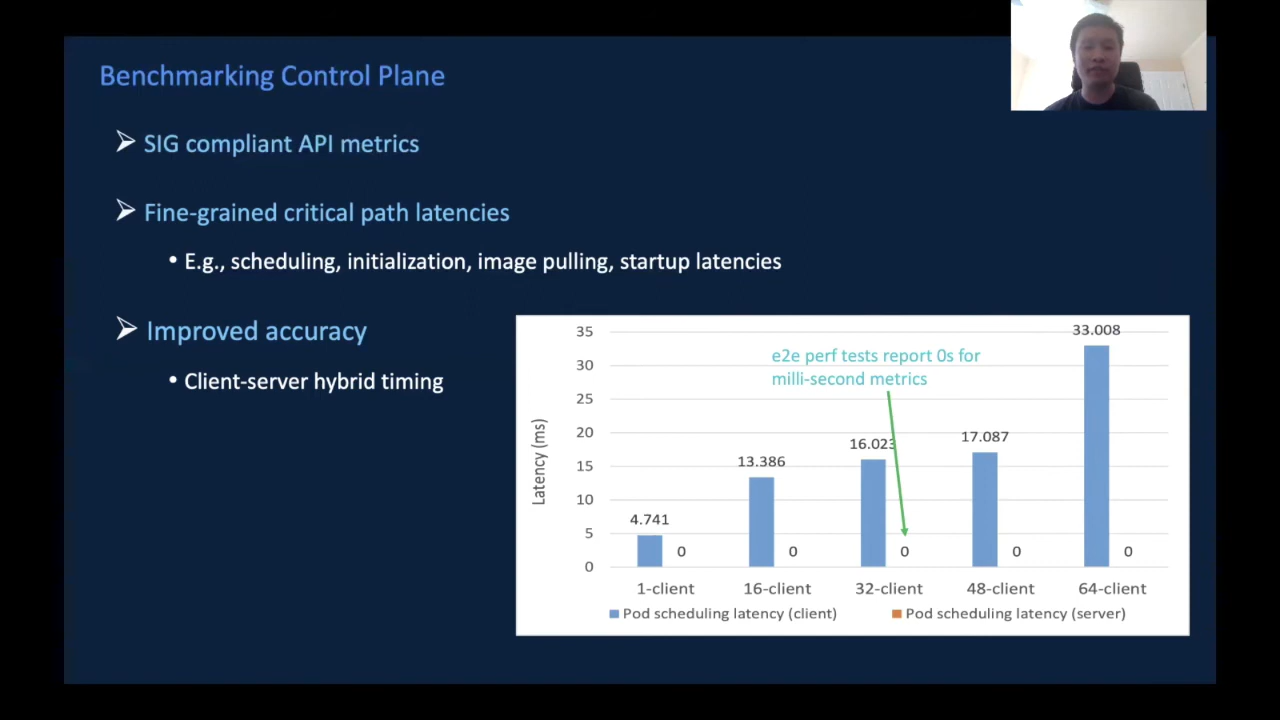 Benchmarking Control Plane
SIG compliant API metrics
Fine-grained critical path latencies
• E.g., scheduling, initialization, image pulling, startup latencies
Improved accuracy
• Client-server hybrid timing
e2e perf tests report 0s for
milli-second metrics
Latency (ms)
35
30
25
20
15
10
5
0
4.741
0
13.386
0
16.023
0
17.087
0
33.008
0
1-client
16-client
32-client
48-client
64-client
Pod scheduling latency (client)
Pod scheduling latency (server)